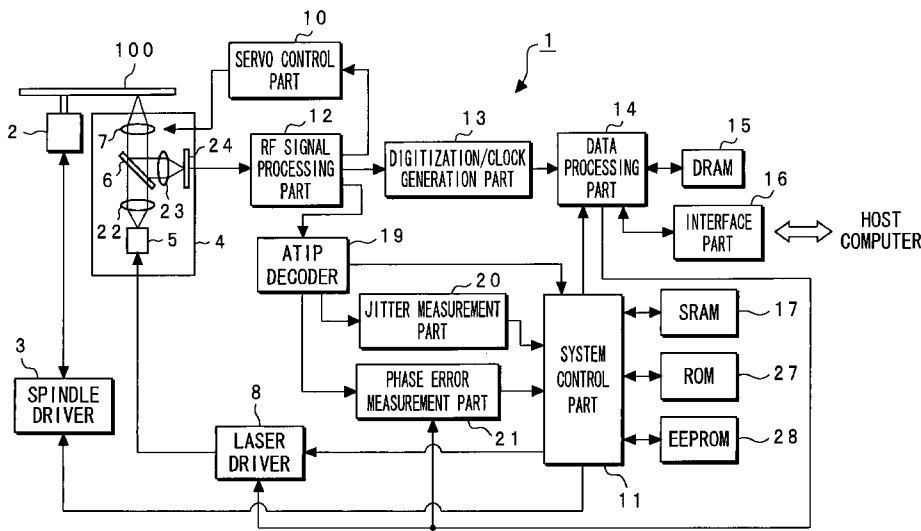 10
1
100
SERVO CONTROL
PART
12
13
14
15
2
7
24
RF SIGNAL
PROCESSING
PART
DIGITIZATION/CLOCK
GENERATION PART
DATA
PROCESSING
PART
DRAM
16
6
23
22
5
4
19
INTERFACE
PART
HOST
COMPUTER
ATIP
DECODER
20
JITTER MEASUREMENT
PART
SYSTEM
CONTROL
PART
SRAM
17
3
SPINDLE
DRIVER
PHASE ERROR
MEASUREMENT PART
ROM
27
8
21
LASER
DRIVER
EEPROM
28
11